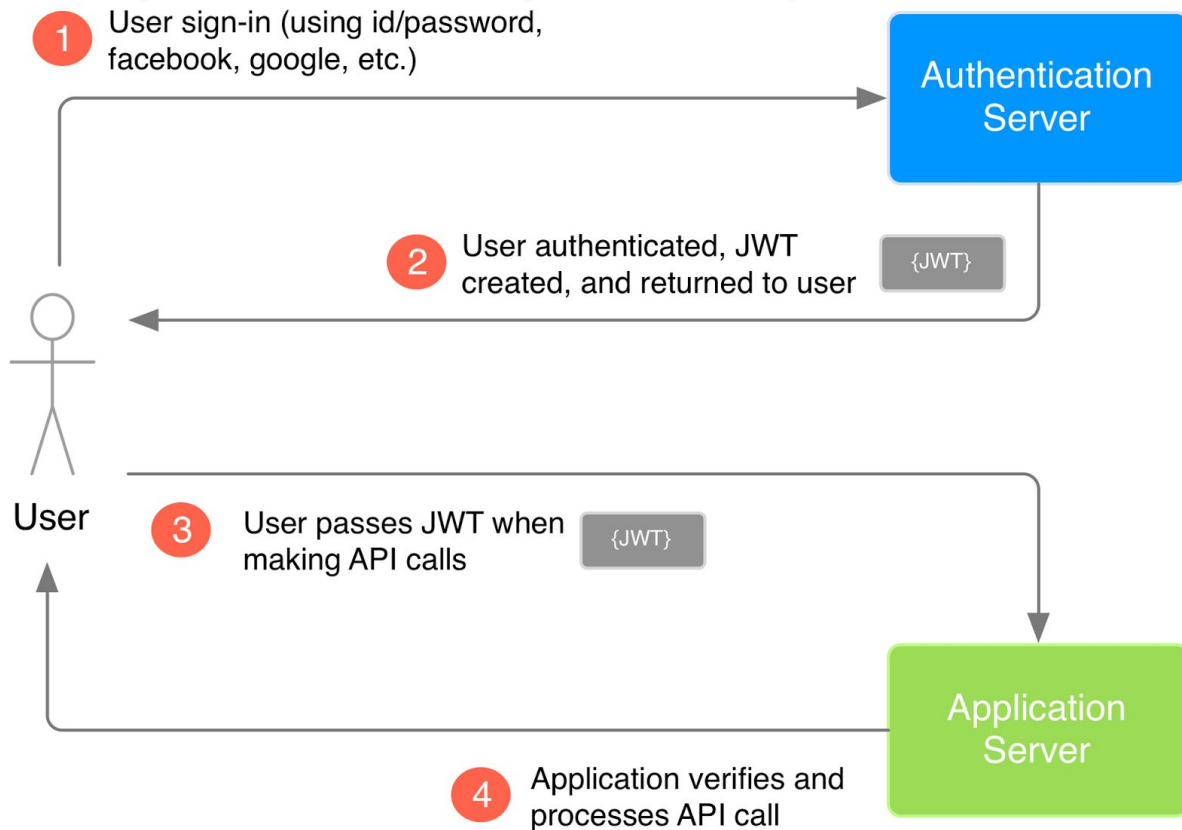 1
User sign-in (using id/password,
facebook, google, etc.)
Authentication
Server
2
User authenticated, JWT
created, and returned to user
{JWT}
User
3
User passes JWT when
making API calls
{JWT}
Application
Server
4
Application verifies and
processes API call